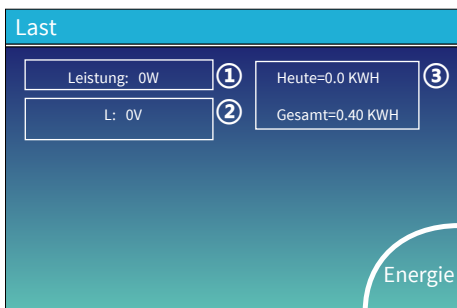 Last
Leistung: 0W
①
Heute=0.0 KWH
③
L: 0V
②
Gesamt=0.40 KWH
Energie